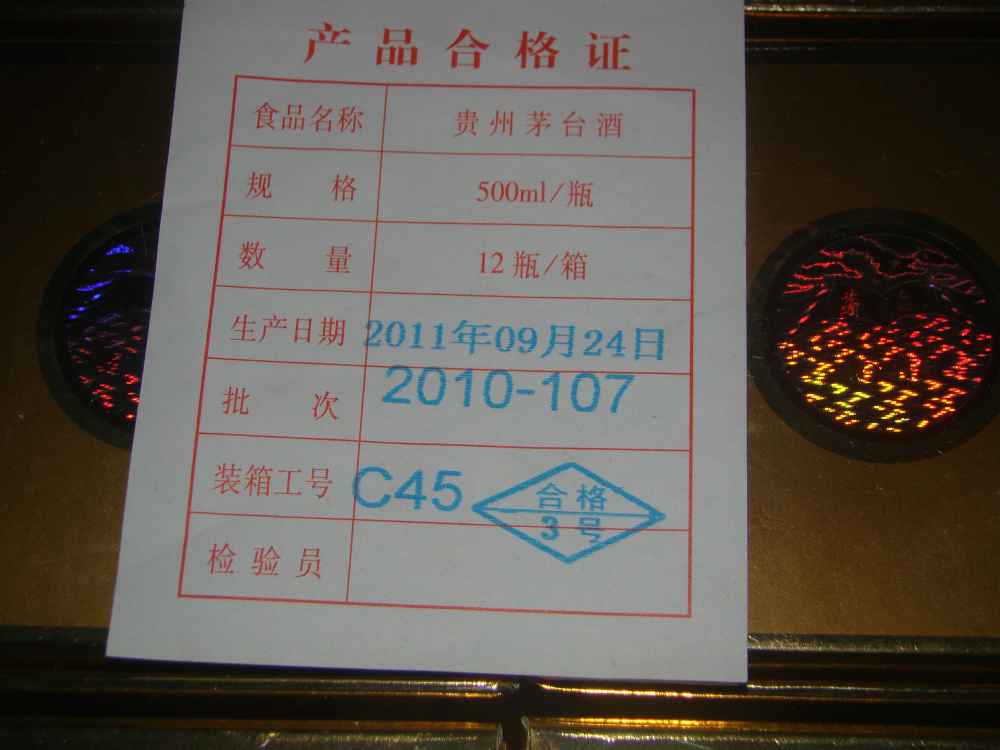 产品合格证
食品名称 贵州茅台酒
规格 500ml/瓶
数量 12瓶/箱
生产日期 2011年09月24日
批次 2010-107
装箱工号 C45
合格
3号
检验员